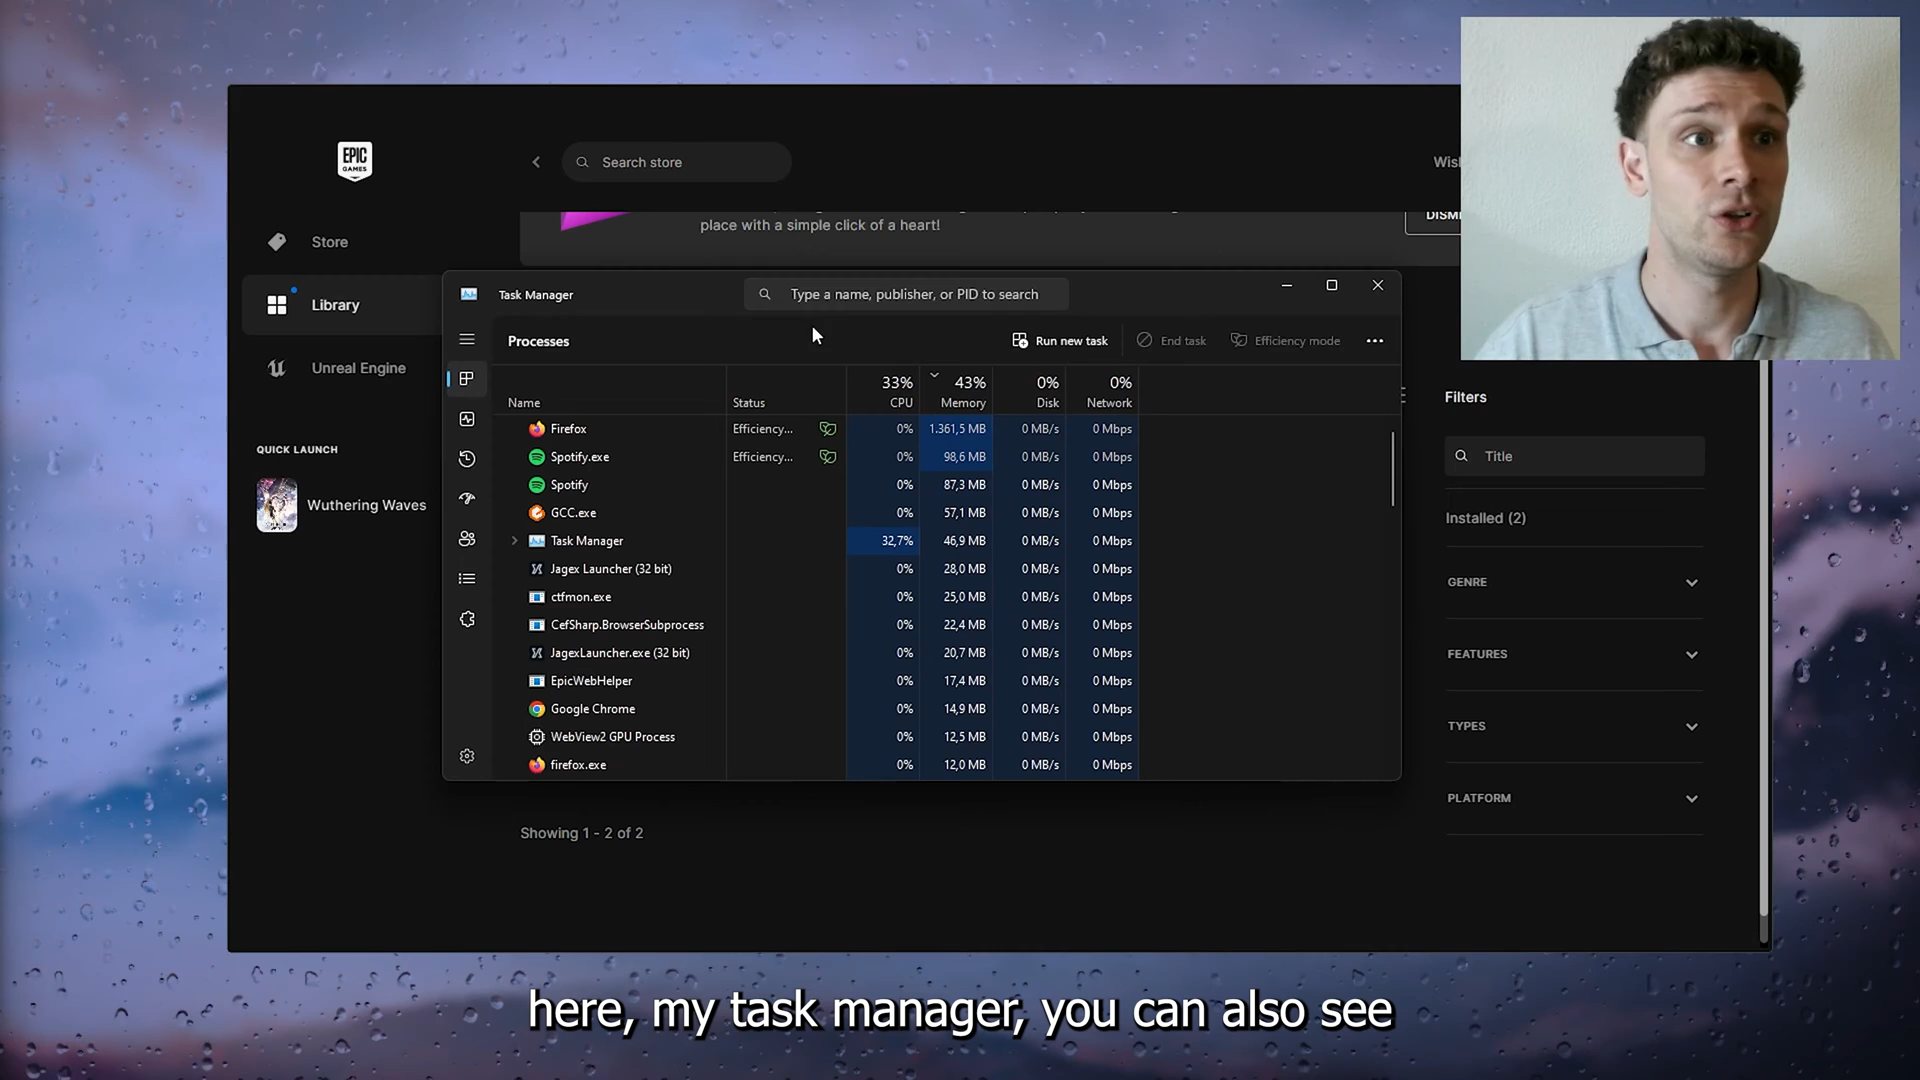 EPIC
GAMES
Search store
Wish
place with a simple click of a heart!
DISMI
Store
Library
Unreal Engine
QUICK LAUNCH
Wuthering Waves
Task Manager
Type a name, publisher, or PID to search
Processes
Run new task
End task
Efficiency mode
33%
43%
0%
0%
Name
Status
CPU
Memory
Disk
Network
Firefox Efficiency... 0% 1.361,5 MB 0 MB/s 0 Mbps
Spotify.exe Efficiency... 0% 98,6 MB 0 MB/s 0 Mbps
Spotify 0% 87,3 MB 0 MB/s 0 Mbps
GCC.exe 0% 57,1 MB 0 MB/s 0 Mbps
Task Manager 32,7% 46,9 MB 0 MB/s 0 Mbps
Jagex Launcher (32 bit) 0% 28,0 MB 0 MB/s 0 Mbps
ctfmon.exe 0% 25,0 MB 0 MB/s 0 Mbps
CefSharp.BrowserSubprocess 0% 22,4 MB 0 MB/s 0 Mbps
JagexLauncher.exe (32 bit) 0% 20,7 MB 0 MB/s 0 Mbps
EpicWebHelper 0% 17,4 MB 0 MB/s 0 Mbps
Google Chrome 0% 14,9 MB 0 MB/s 0 Mbps
WebView2 GPU Process 0% 12,5 MB 0 MB/s 0 Mbps
firefox.exe 0% 12,0 MB 0 MB/s 0 Mbps
Filters
Title
Installed (2)
GENRE
FEATURES
TYPES
PLATFORM
Showing 1 - 2 of 2
here, my task manager, you can also see